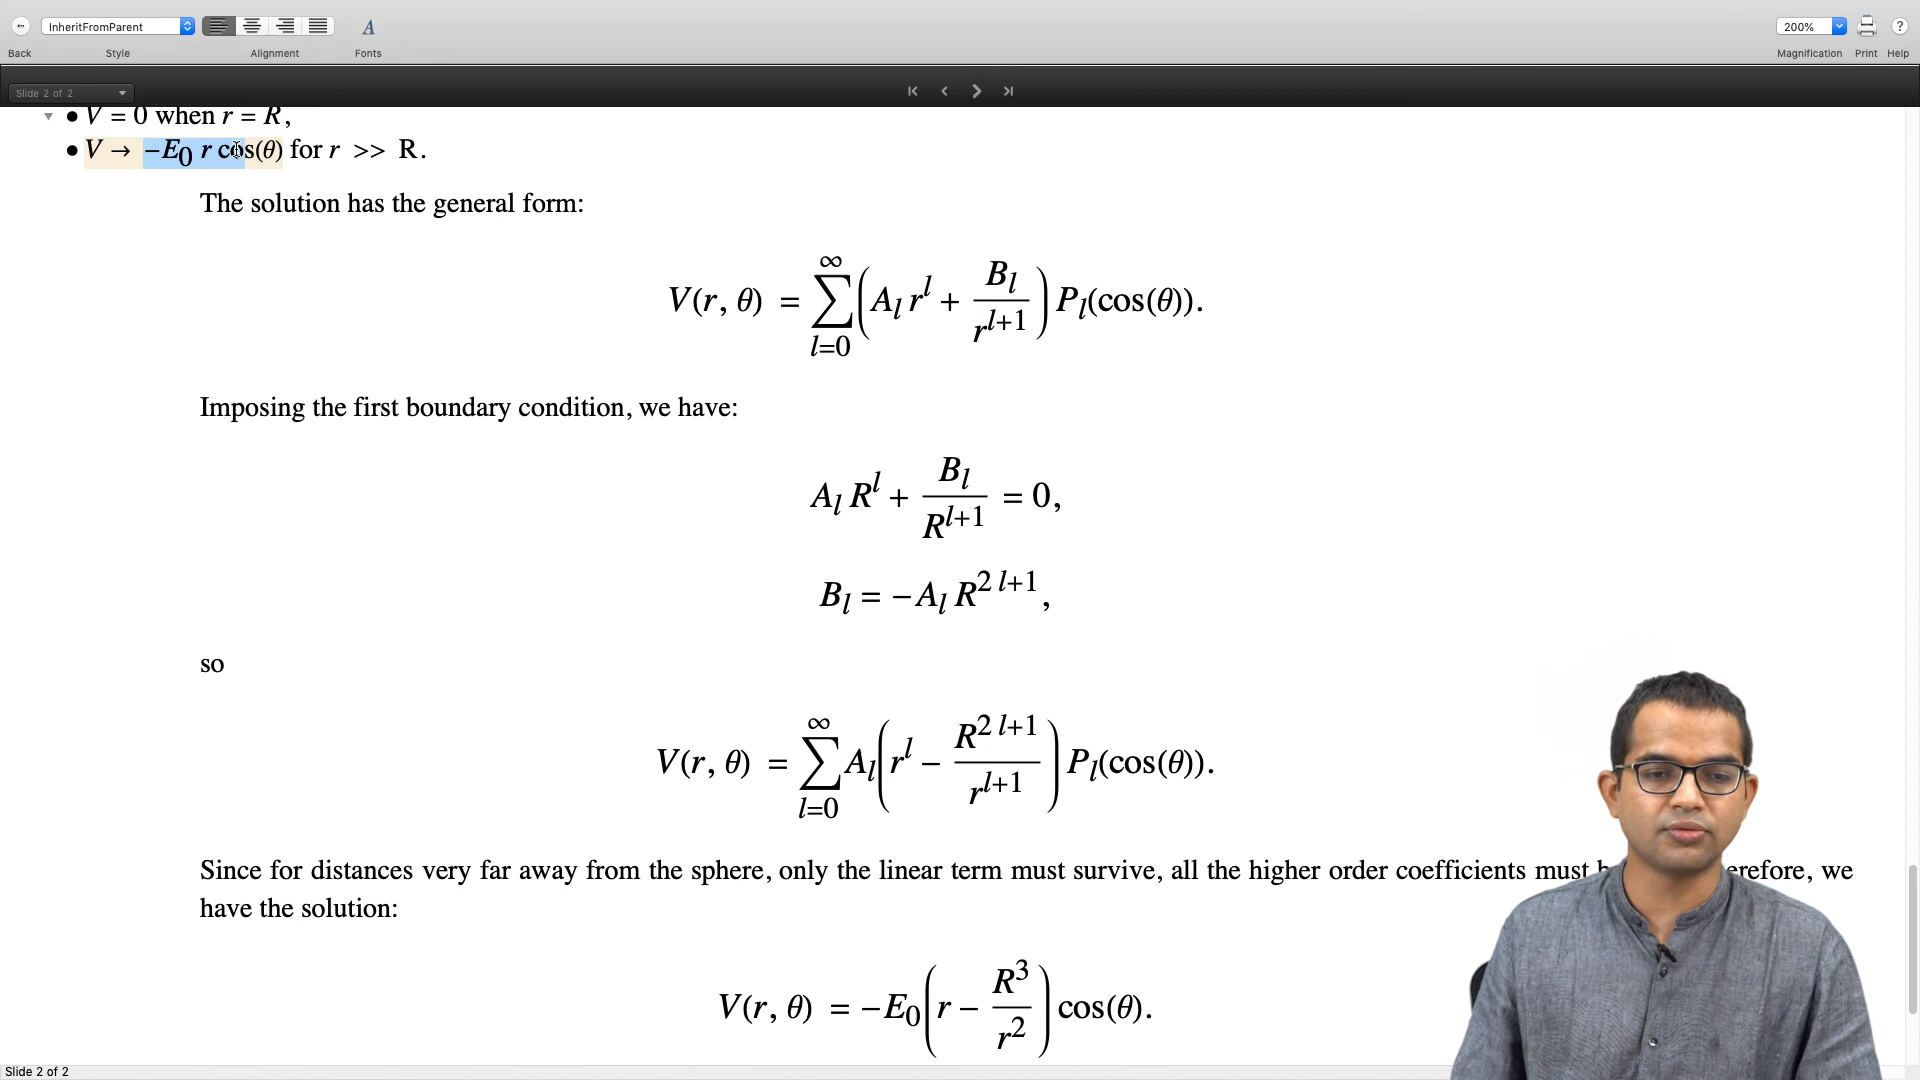 InheritFromParent
200%
Back
Style
Alignment
Fonts
Magnification
Print
Help
Slide 2 of 2
• V = 0 when r = R,
• V → −E₀ r cos(θ) for r >> R.
The solution has the general form:
V(r, θ) = ∑_{l=0}^{∞} (A_l r^l + B_l / r^{l+1}) P_l(cos(θ)).
Imposing the first boundary condition, we have:
A_l R^l + B_l / R^{l+1} = 0,
B_l = −A_l R^{2 l+1},
so
V(r, θ) = ∑_{l=0}^{∞} A_l (r^l − R^{2 l+1} / r^{l+1}) P_l(cos(θ)).
Since for distances very far away from the sphere, only the linear term must survive, all the higher order coefficients must we
have the solution:
V(r, θ) = −E₀ (r − R³ / r²) cos(θ).
Slide 2 of 2